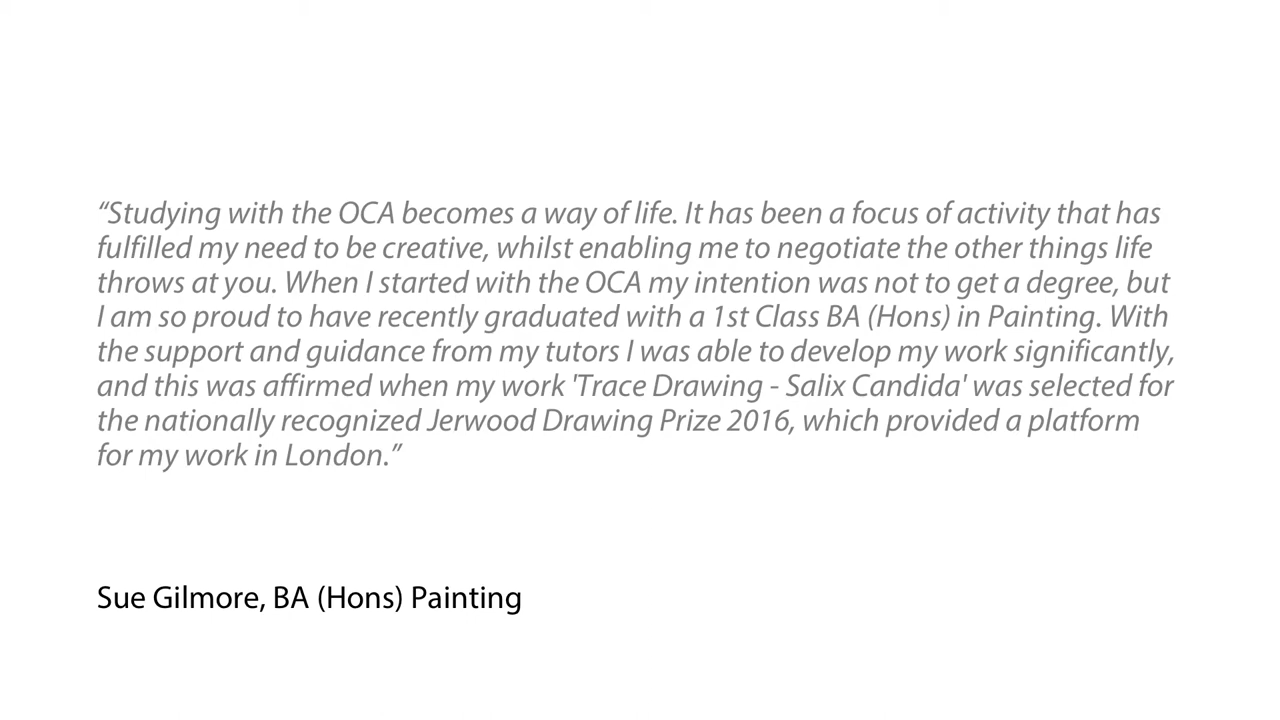 “Studying with the OCA becomes a way of life. It has been a focus of activity that has
fulfilled my need to be creative, whilst enabling me to negotiate the other things life
throws at you. When I started with the OCA my intention was not to get a degree, but
I am so proud to have recently graduated with a 1st Class BA (Hons) in Painting. With
the support and guidance from my tutors I was able to develop my work significantly,
and this was affirmed when my work 'Trace Drawing - Salix Candida' was selected for
the nationally recognized Jerwood Drawing Prize 2016, which provided a platform
for my work in London.”
Sue Gilmore, BA (Hons) Painting